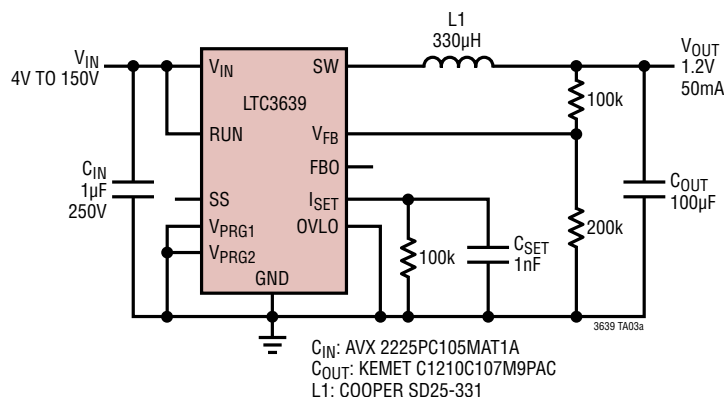 L1
330µH
VIN
4V TO 150V
VOUT
1.2V
50mA
VIN
SW
LTC3639
100k
RUN
VFB
CIN
1µF
250V
FBO
COUT
100µF
SS
ISET
VPRG1
OVLO
VPRG2
100k
CSET
1nF
200k
GND
3639 TA03a
CIN: AVX 2225PC105MAT1A
COUT: KEMET C1210C107M9PAC
L1: COOPER SD25-331